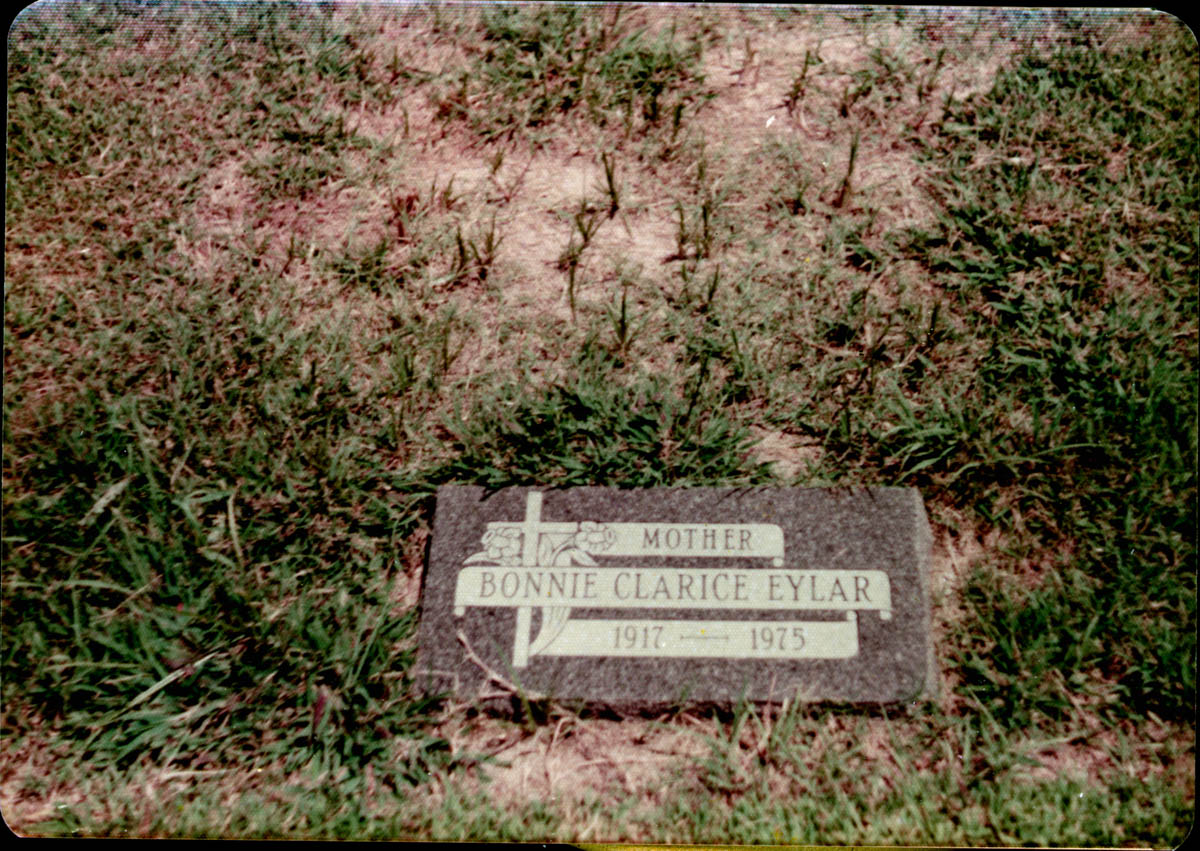 MOTHER
BONNIE CLARICE EYLAR
1917 — 1975